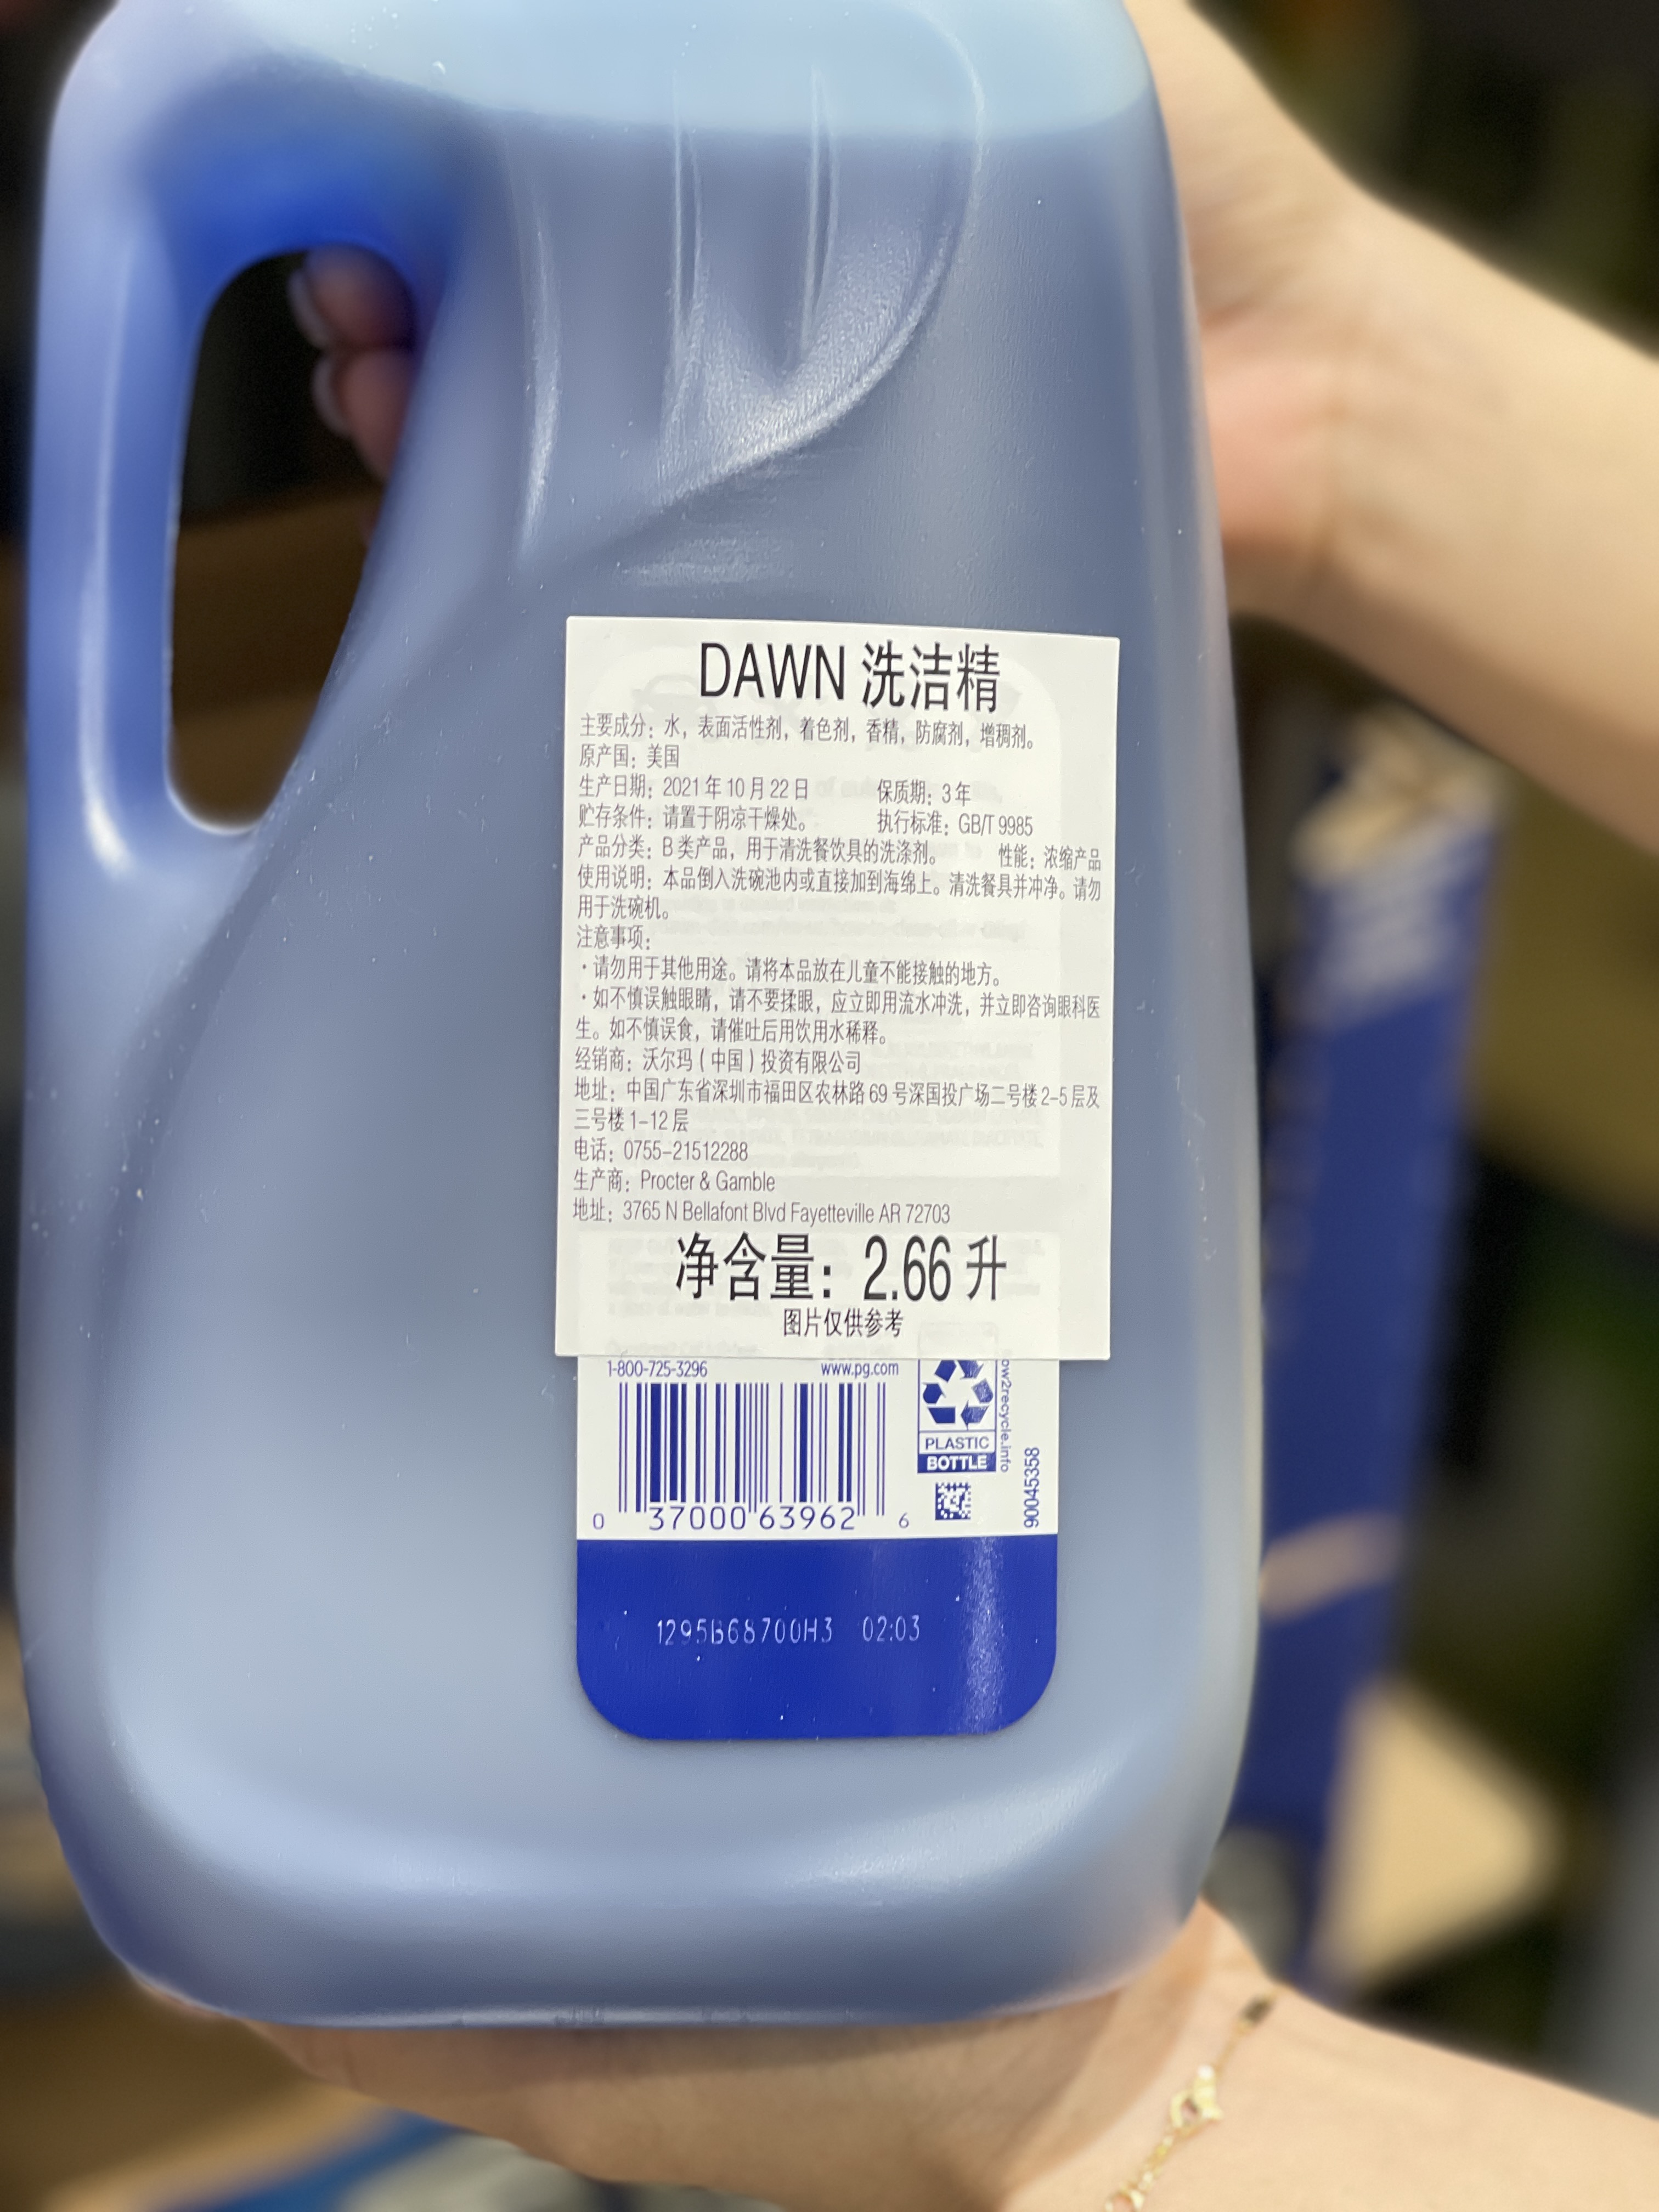 DAWN 洗洁精
主要成分：水，表面活性剂，着色剂，香精，防腐剂，增稠剂。
原产国：美国
生产日期：2021年10月22日 保质期：3年
贮存条件：请置于阴凉干燥处。 执行标准：GB/T 9985
产品分类：B类产品，用于清洗餐饮具的洗涤剂。 性能：浓缩产品
使用说明：本品倒入洗碗池内或直接加到海绵上。清洗餐具并冲净。请勿
用于洗碗机。
注意事项：
·请勿用于其他用途。请将本品放在儿童不能接触的地方。
·如不慎误触眼睛，请不要揉眼，应立即用流水冲洗，并立即咨询眼科医
生。如不慎误食，请催吐后用饮用水稀释。
经销商：沃尔玛（中国）投资有限公司
地址：中国广东省深圳市福田区农林路69号深国投广场二号楼2-5层及
三号楼1-12层
电话：0755-21512288
生产商：Procter & Gamble
地址：3765 N Bellafont Blvd Fayetteville AR 72703
净含量：2.66升
图片仅供参考
1-800-725-3296 www.pg.com
ow2recycle.info
PLASTIC
BOTTLE
90045358
0 37000 63962 6
1295B68700H3 02:03